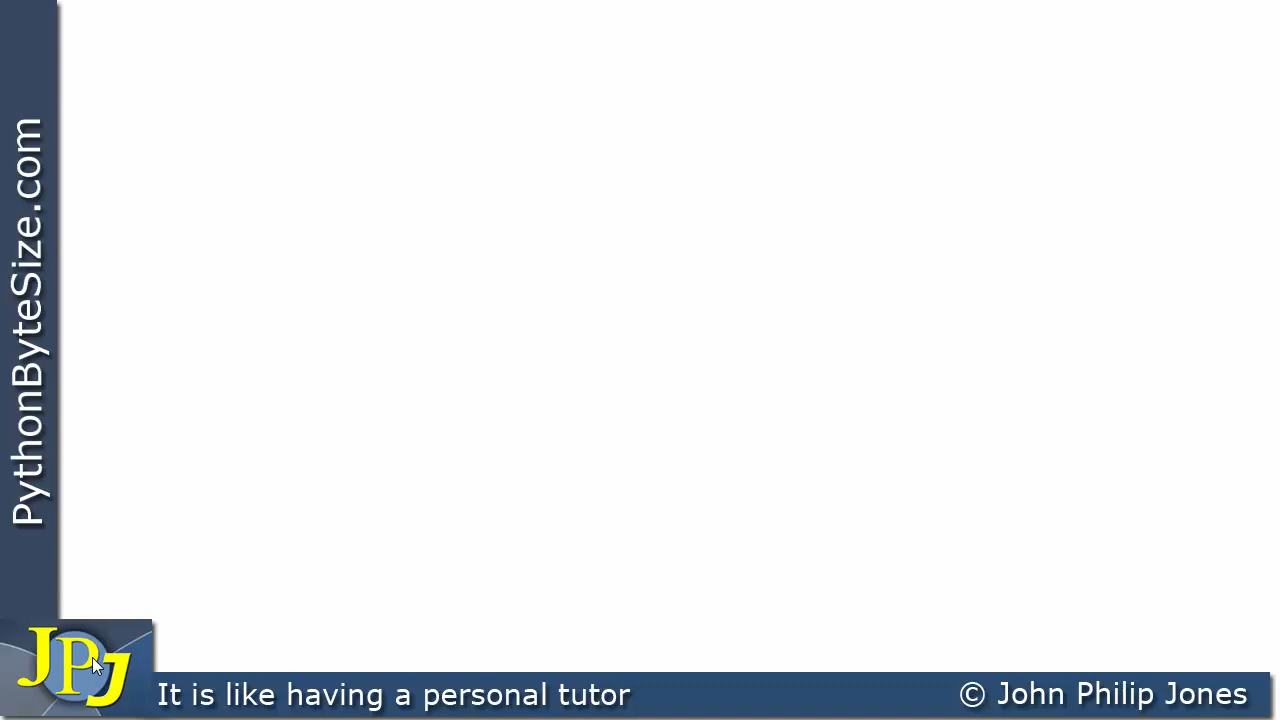 PythonByteSize.com
JPJ
It is like having a personal tutor
© John Philip Jones